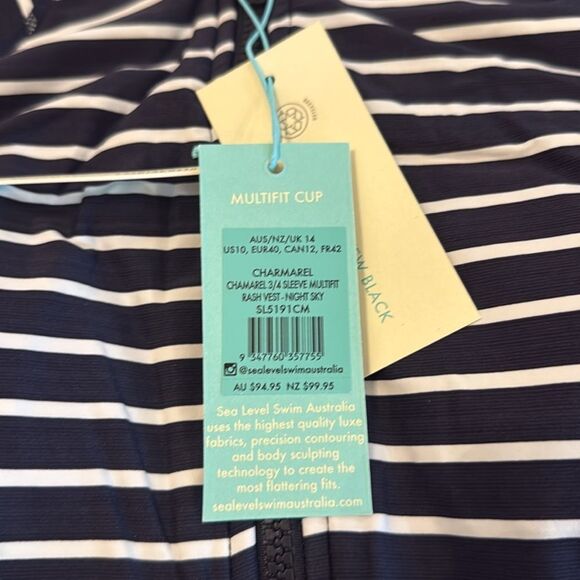 MULTIFIT CUP
AUS/NZ/UK 14
US10, EUR40, CAN12, FR42
CHARMAREL
CHAMAREL 3/4 SLEEVE MULTIFIT
RASH VEST - NIGHT SKY
SL5191CM
9 347760 357755
@sealevelswimaustralia
AU $94.95 NZ $99.95
Sea Level Swim Australia
uses the highest quality luxe
fabrics, precision contouring
and body sculpting
technology to create the
most flattering fits.
sealevelswimaustralia.com
RECYCLED
BLACK